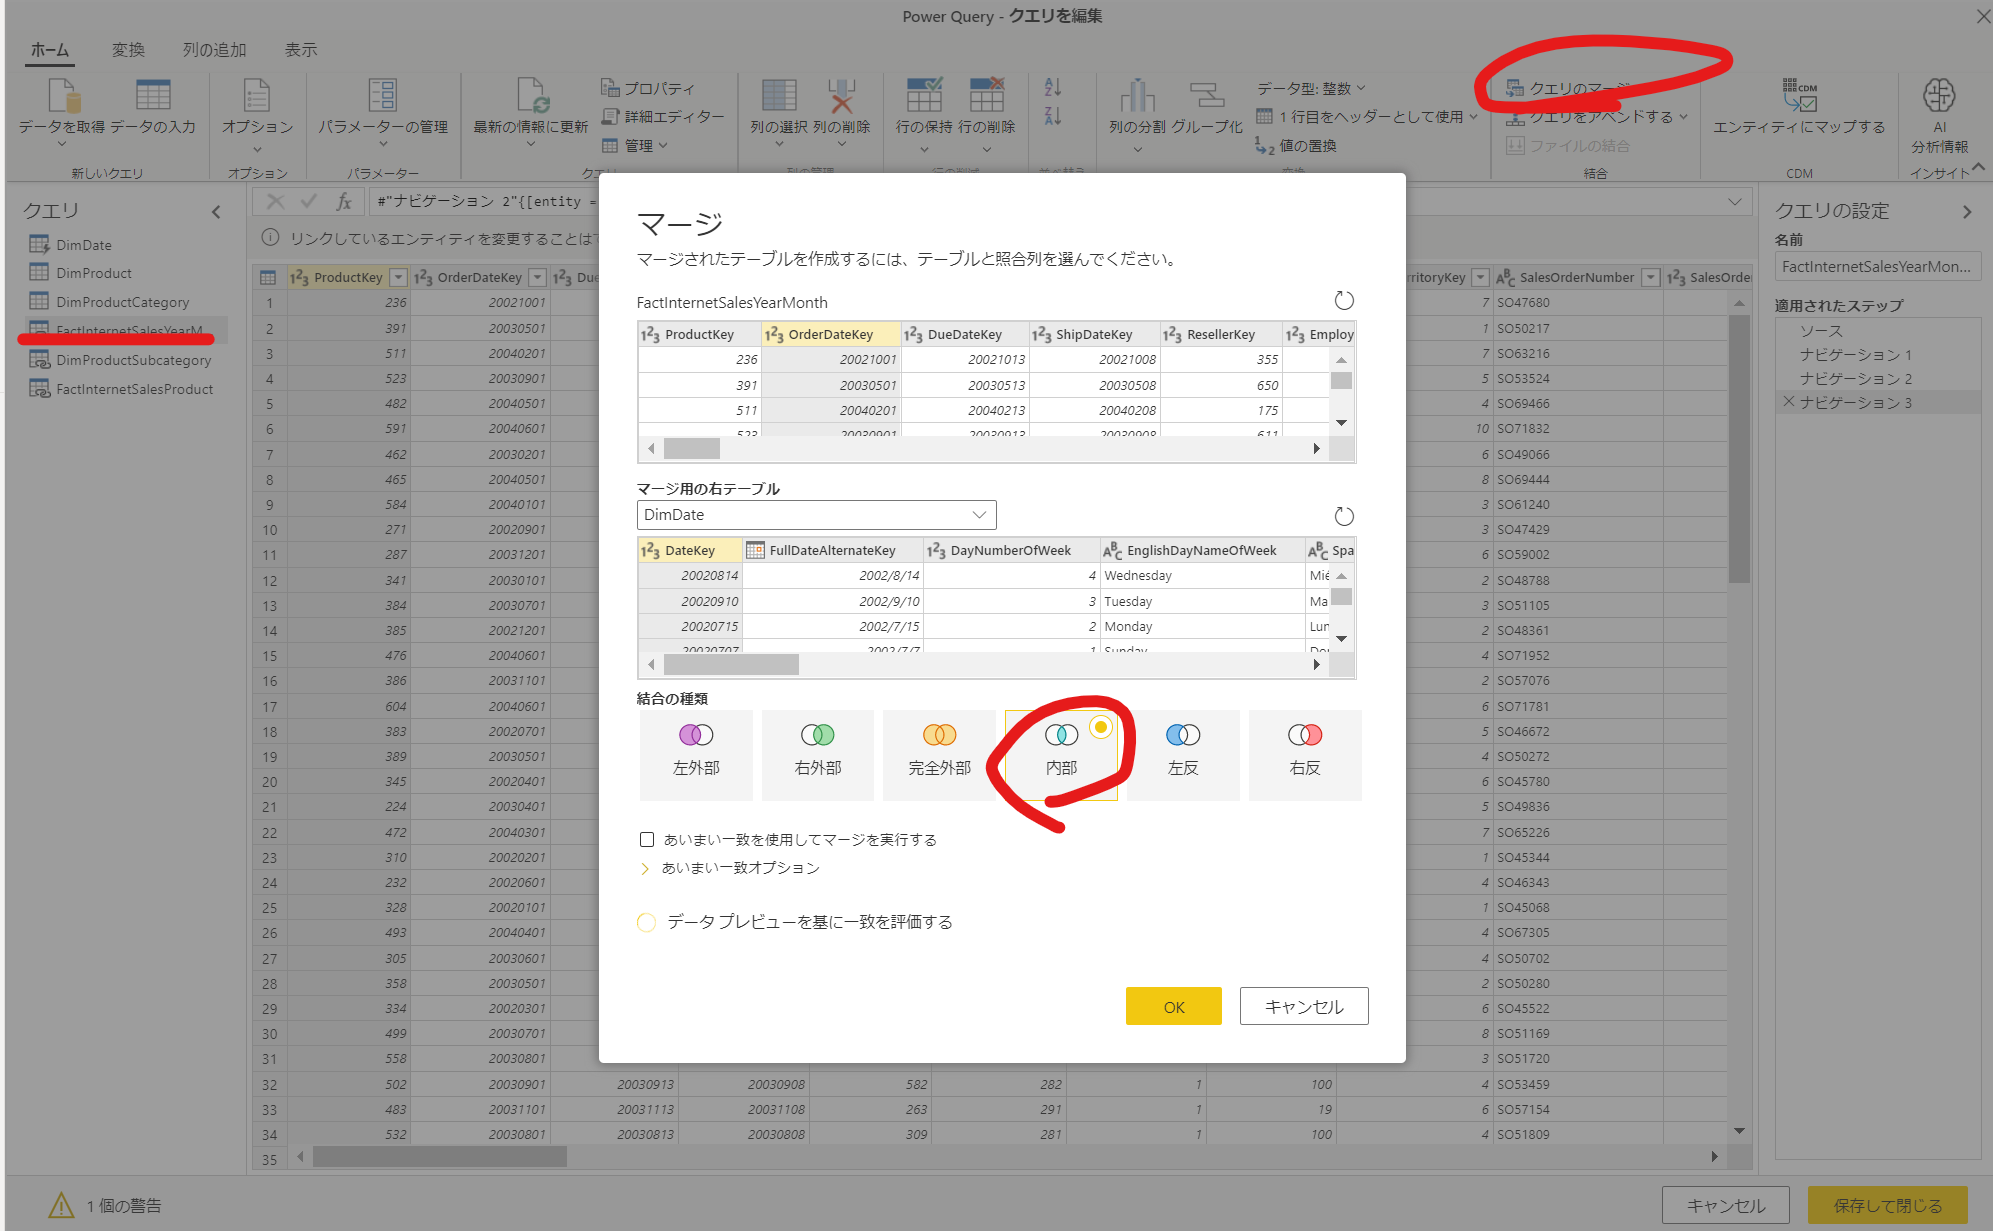 Power Query - クエリを編集
ホーム 変換 列の追加 表示
データを取得 データの入力 新しいクエリ
オプション オプション
パラメーターの管理 パラメーター
最新の情報に更新 プロパティ 詳細エディター 管理
列の選択 列の削除
行の保持 行の削除
列の分割 グループ化 データ型: 整数 1 行目をヘッダーとして使用 値の置換
クエリのマージ クエリをアペンドする ファイルの結合 結合
CDM エンティティにマップする CDM
AI 分析情報 インサイト
クエリ
DimDate
DimProduct
DimProductCategory
FactInternetSalesYearM
DimProductSubcategory
FactInternetSalesProduct
fx #"ナビゲーション 2"{[entity =
リンクしているエンティティを変更することは
ProductKey OrderDateKey Due rritoryKey SalesOrderNumber SalesOrder
1 236 20021001 7 SO47680
2 391 20030501 1 SO50217
3 511 20040201 7 SO63216
4 523 20030901 5 SO53524
5 482 20040501 4 SO69466
6 591 20040601 10 SO71832
7 462 20030201 6 SO49066
8 465 20040501 8 SO69444
9 584 20040101 3 SO61240
10 271 20020901 3 SO47429
11 287 20031201 6 SO59002
12 341 20030101 2 SO48788
13 384 20030701 3 SO51105
14 385 20021201 2 SO48361
15 476 20040601 4 SO71952
16 386 20031101 2 SO57076
17 604 20040601 6 SO71781
18 383 20020701 5 SO46672
19 389 20030501 4 SO50272
20 345 20020401 6 SO45780
21 224 20030401 5 SO49836
22 472 20040301 7 SO65226
23 310 20020201 1 SO45344
24 232 20020601 4 SO46343
25 328 20020101 1 SO45068
26 493 20040401 4 SO67305
27 305 20030601 4 SO50702
28 358 20030501 2 SO50280
29 334 20020301 6 SO45522
30 499 20030701 8 SO51169
31 558 20030801 3 SO51720
32 502 20030901 20030913 20030908 582 282 1 100 4 SO53459
33 483 20031101 20031113 20031108 263 291 1 19 6 SO57154
34 532 20030801 20030813 20030808 309 281 1 100 4 SO51809
35
マージ
マージされたテーブルを作成するには、テーブルと照合列を選んでください。
FactInternetSalesYearMonth
ProductKey OrderDateKey DueDateKey ShipDateKey ResellerKey Employ
236 20021001 20021013 20021008 355
391 20030501 20030513 20030508 650
511 20040201 20040213 20040208 175
523 20030901 20030913 20030908 611
マージ用の右テーブル
DimDate
DateKey FullDateAlternateKey DayNumberOfWeek EnglishDayNameOfWeek Spa
20020814 2002/8/14 4 Wednesday Mié
20020910 2002/9/10 3 Tuesday Ma
20020715 2002/7/15 2 Monday Lun
20020707 2002/7/7 1 Sunday Do
結合の種類
左外部 右外部 完全外部 内部 左反 右反
あいまい一致を使用してマージを実行する
あいまい一致オプション
データ プレビューを基に一致を評価する
OK キャンセル
クエリの設定
名前
FactInternetSalesYearMon...
適用されたステップ
ソース
ナビゲーション 1
ナビゲーション 2
ナビゲーション 3
1 個の警告
キャンセル 保存して閉じる